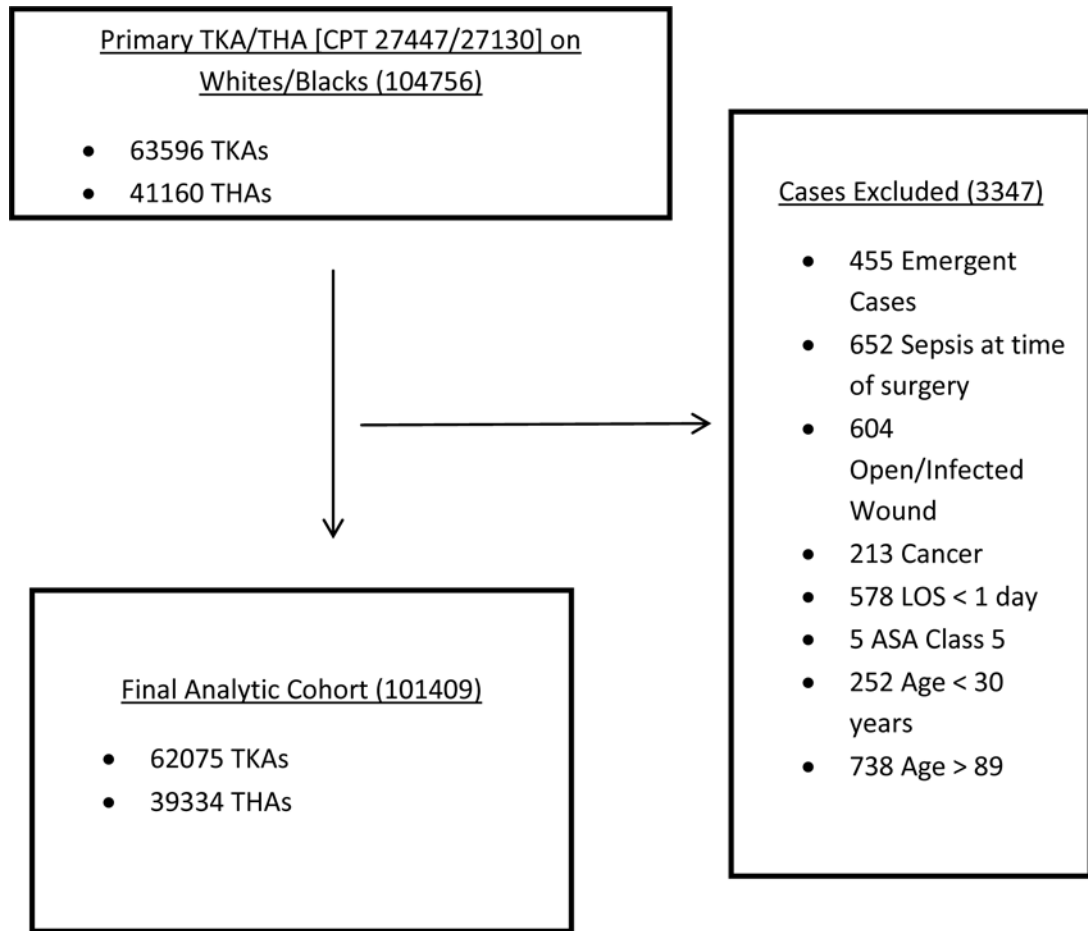 Primary TKA/THA [CPT 27447/27130] on
Whites/Blacks (104756)
• 63596 TKAs
• 41160 THAs
Cases Excluded (3347)
• 455 Emergent
Cases
• 652 Sepsis at time
of surgery
• 604
Open/Infected
Wound
• 213 Cancer
• 578 LOS < 1 day
• 5 ASA Class 5
• 252 Age < 30
years
• 738 Age > 89
Final Analytic Cohort (101409)
• 62075 TKAs
• 39334 THAs